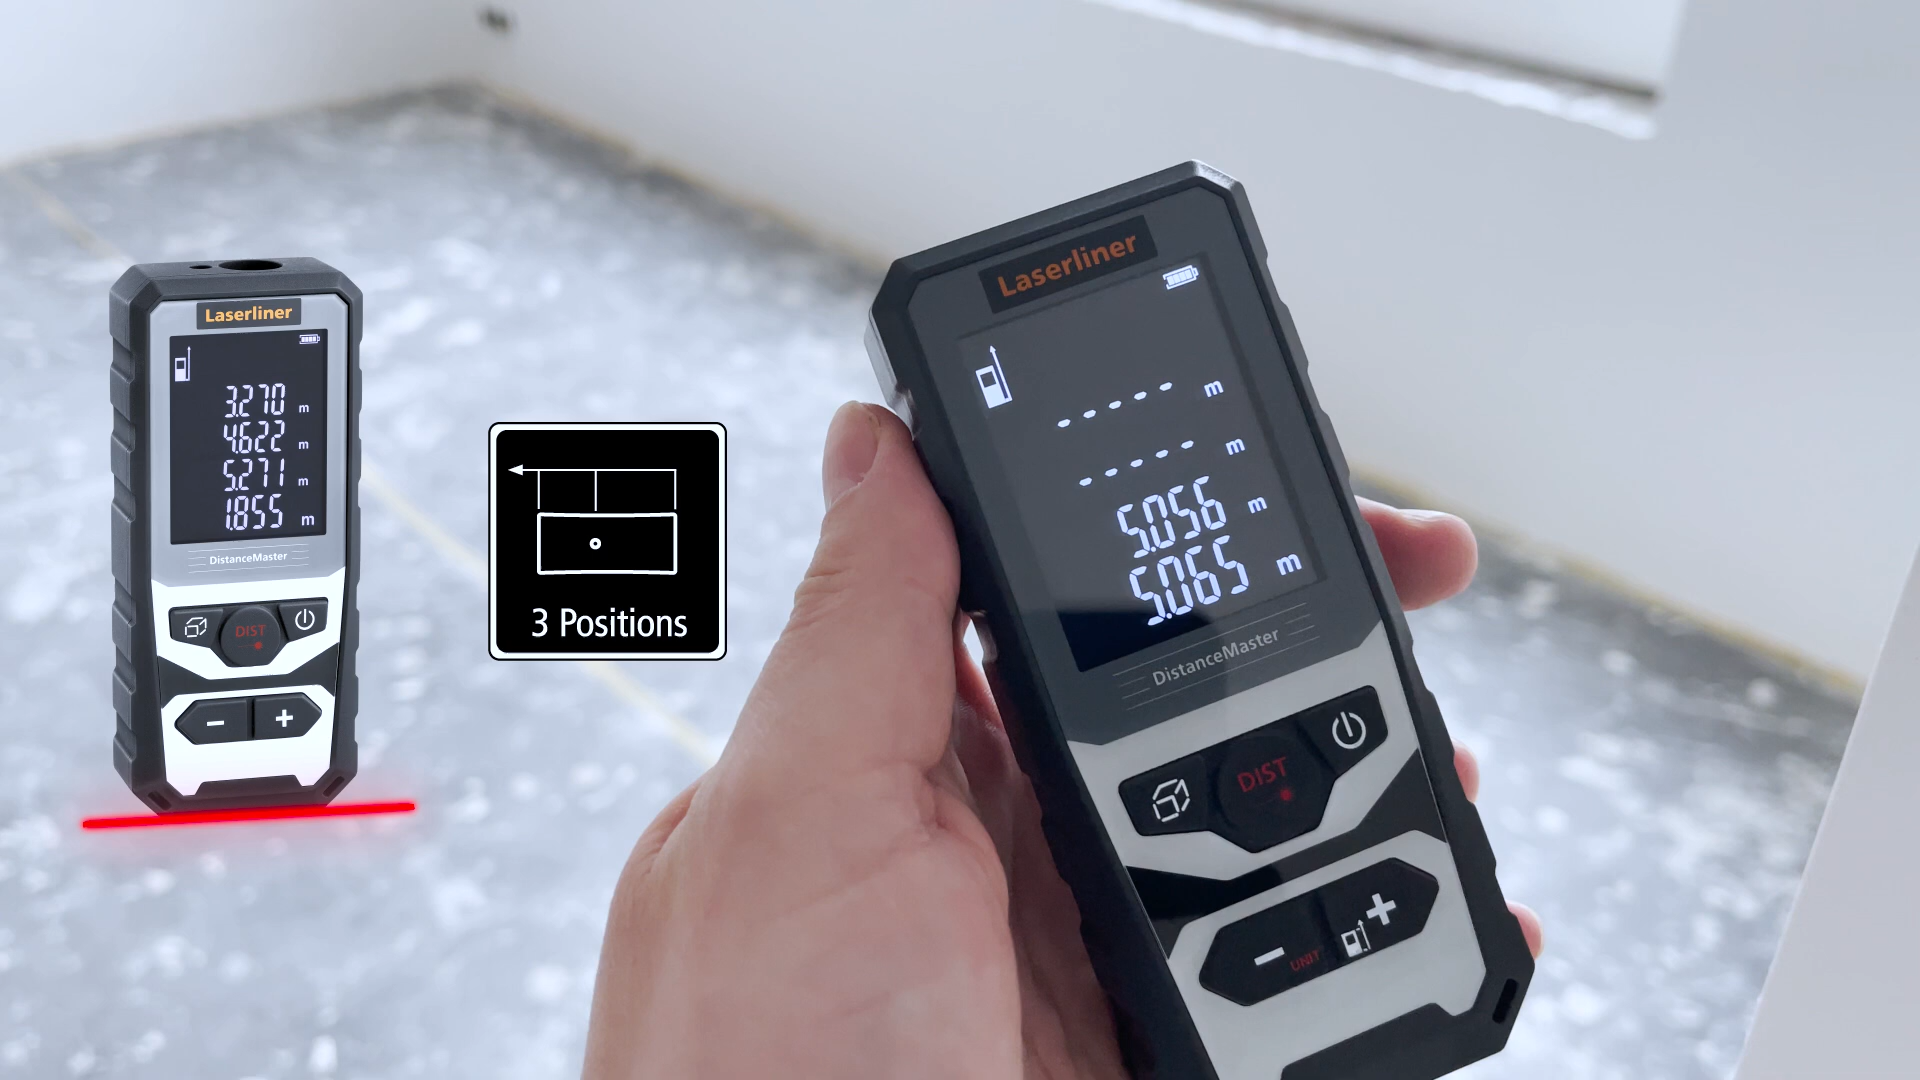 Laserliner
3.270 m
4.622 m
5.271 m
1.855 m
DistanceMaster
DIST
- +
3 Positions
Laserliner
- - - - - m
- - - - - m
5.056 m
5.065 m
DistanceMaster
DIST
- UNIT +